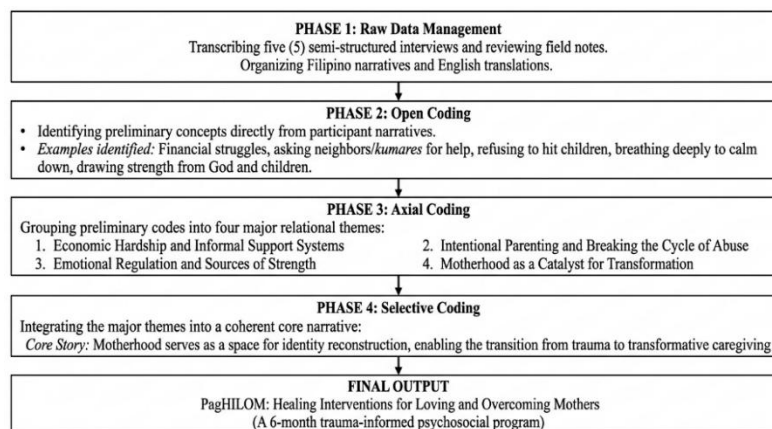 PHASE 1: Raw Data Management
Transcribing five (5) semi-structured interviews and reviewing field notes.
Organizing Filipino narratives and English translations.
PHASE 2: Open Coding
• Identifying preliminary concepts directly from participant narratives.
• Examples identified: Financial struggles, asking neighbors/kumares for help, refusing to hit children, breathing deeply to calm
down, drawing strength from God and children.
PHASE 3: Axial Coding
Grouping preliminary codes into four major relational themes:
1. Economic Hardship and Informal Support Systems 2. Intentional Parenting and Breaking the Cycle of Abuse
3. Emotional Regulation and Sources of Strength 4. Motherhood as a Catalyst for Transformation
PHASE 4: Selective Coding
Integrating the major themes into a coherent core narrative:
Core Story: Motherhood serves as a space for identity reconstruction, enabling the transition from trauma to transformative caregiving
FINAL OUTPUT
PagHILOM: Healing Interventions for Loving and Overcoming Mothers
(A 6-month trauma-informed psychosocial program)